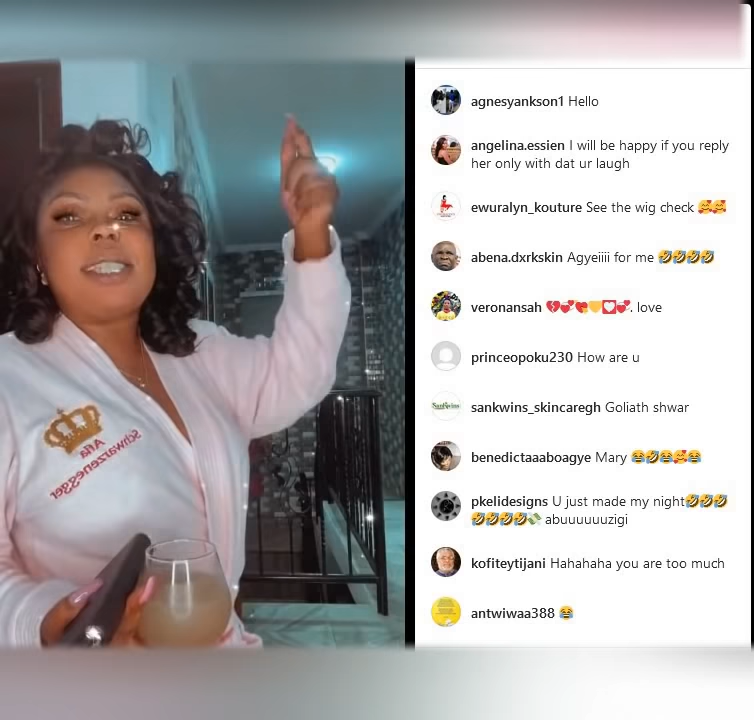 Afia
Schwarzenegger
agnesyankson1 Hello
angelina.essien I will be happy if you reply
her only with dat ur laugh
ewuralyn_kouture See the wig check 🥰🥰
abena.dxrkskin Agyeiiii for me 🤣🤣🤣🤣
veronansah 💔💞💘💛💟💞. love
princeopoku230 How are u
sankwins_skincaregh Goliath shwar
benedictaaaboagye Mary 😂🤣😂🥰😂
pkelidesigns U just made my night🤣🤣🤣
🤣🤣🤣🤣💸 abuuuuuuzigi
kofiteytijani Hahahaha you are too much
antwiwaa388 😂